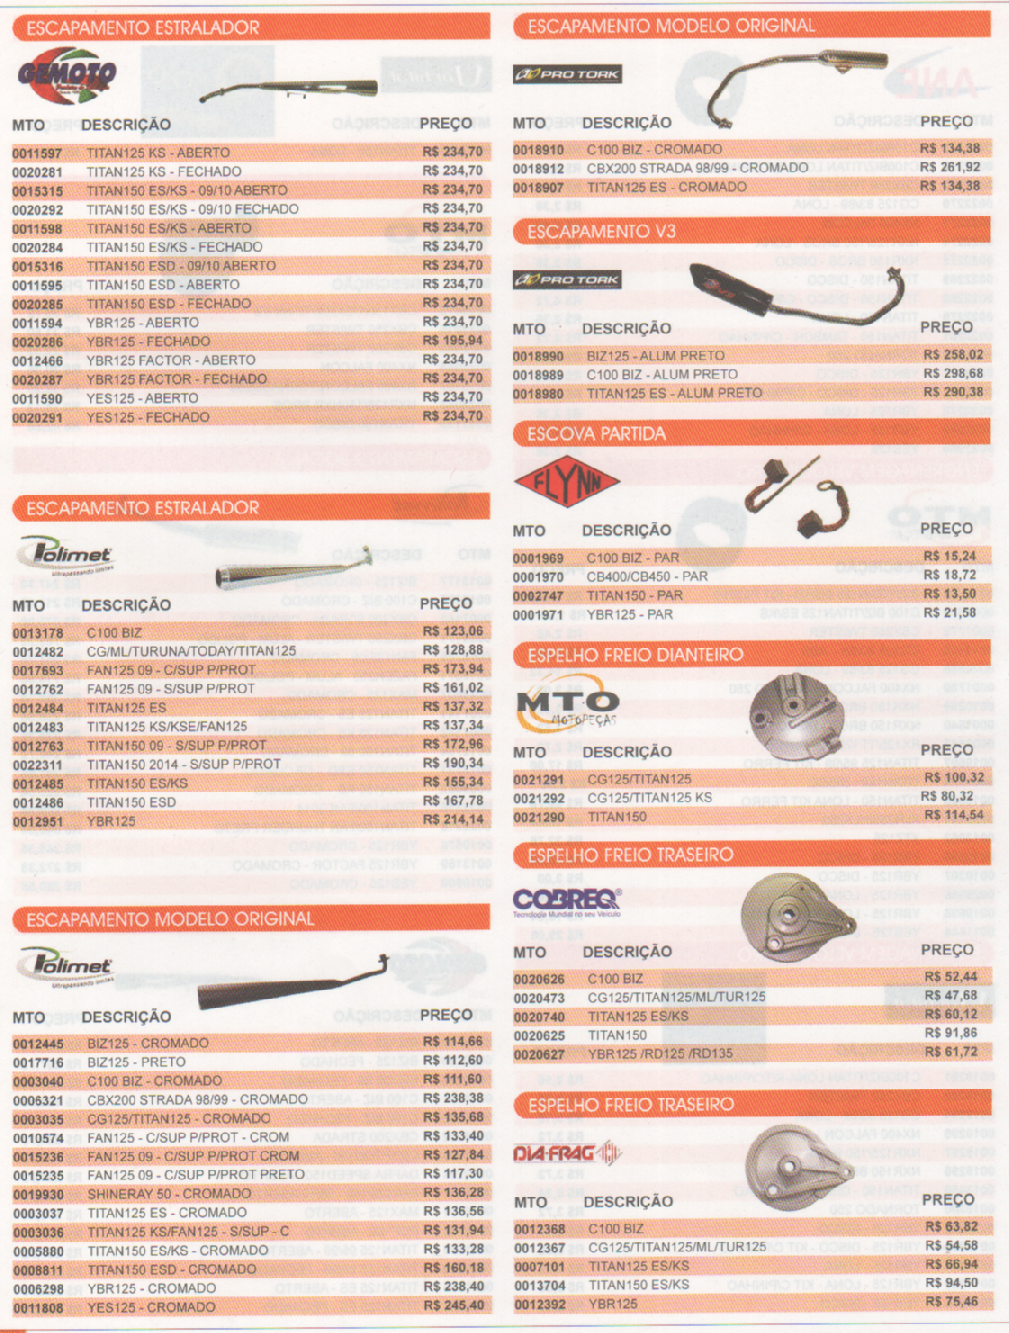 ESCAPAMENTO ESTRALADOR
GEMOTO
MTO DESCRIÇÃO PREÇO
0011597 TITAN125 KS - ABERTO R$ 234,70
0020281 TITAN125 KS - FECHADO R$ 234,70
0015315 TITAN150 ES/KS - 09/10 ABERTO R$ 234,70
0020292 TITAN150 ES/KS - 09/10 FECHADO R$ 234,70
0011598 TITAN150 ES/KS - ABERTO R$ 234,70
0020284 TITAN150 ES/KS - FECHADO R$ 234,70
0015316 TITAN150 ESD - 09/10 ABERTO R$ 234,70
0011595 TITAN150 ESD - ABERTO R$ 234,70
0020285 TITAN150 ESD - FECHADO R$ 234,70
0011594 YBR125 - ABERTO R$ 234,70
0020286 YBR125 - FECHADO R$ 195,94
0012466 YBR125 FACTOR - ABERTO R$ 234,70
0020287 YBR125 FACTOR - FECHADO R$ 234,70
0011590 YES125 - ABERTO R$ 234,70
0020291 YES125 - FECHADO R$ 234,70
ESCAPAMENTO ESTRALADOR
Polimet
Ultrapassando limites
MTO DESCRIÇÃO PREÇO
0013178 C100 BIZ R$ 123,06
0012482 CG/ML/TURUNA/TODAY/TITAN125 R$ 128,88
0017693 FAN125 09 - C/SUP P/PROT R$ 173,94
0012762 FAN125 09 - S/SUP P/PROT R$ 161,02
0012484 TITAN125 ES R$ 137,32
0012483 TITAN125 KS/KSE/FAN125 R$ 137,34
0012763 TITAN150 09 - S/SUP P/PROT R$ 172,96
0022311 TITAN150 2014 - S/SUP P/PROT R$ 190,34
0012485 TITAN150 ES/KS R$ 155,34
0012486 TITAN150 ESD R$ 167,78
0012951 YBR125 R$ 214,14
ESCAPAMENTO MODELO ORIGINAL
Polimet
Ultrapassando limites
MTO DESCRIÇÃO PREÇO
0012445 BIZ125 - CROMADO R$ 114,66
0017716 BIZ125 - PRETO R$ 112,60
0003040 C100 BIZ - CROMADO R$ 111,60
0006321 CBX200 STRADA 98/99 - CROMADO R$ 238,38
0003035 CG125/TITAN125 - CROMADO R$ 135,68
0010574 FAN125 - C/SUP P/PROT - CROM R$ 133,40
0015236 FAN125 09 - C/SUP P/PROT CROM R$ 127,84
0015235 FAN125 09 - C/SUP P/PROT PRETO R$ 117,30
0019930 SHINERAY 50 - CROMADO R$ 136,28
0003037 TITAN125 ES - CROMADO R$ 136,56
0003036 TITAN125 KS/FAN125 - S/SUP - C R$ 131,94
0005880 TITAN150 ES/KS - CROMADO R$ 133,28
0008811 TITAN150 ESD - CROMADO R$ 160,18
0006298 YBR125 - CROMADO R$ 238,40
0011808 YES125 - CROMADO R$ 245,40
ESCAPAMENTO MODELO ORIGINAL
PRO TORK
MTO DESCRIÇÃO PREÇO
0018910 C100 BIZ - CROMADO R$ 134,38
0018912 CBX200 STRADA 98/99 - CROMADO R$ 261,92
0018907 TITAN125 ES - CROMADO R$ 134,38
ESCAPAMENTO V3
PRO TORK
MTO DESCRIÇÃO PREÇO
0018990 BIZ125 - ALUM PRETO R$ 258,02
0018989 C100 BIZ - ALUM PRETO R$ 298,68
0018980 TITAN125 ES - ALUM PRETO R$ 290,38
ESCOVA PARTIDA
FLYNN
MTO DESCRIÇÃO PREÇO
0001969 C100 BIZ - PAR R$ 15,24
0001970 CB400/CB450 - PAR R$ 18,72
0002747 TITAN150 - PAR R$ 13,50
0001971 YBR125 - PAR R$ 21,58
ESPELHO FREIO DIANTEIRO
MTO
MOTOPEÇAS
MTO DESCRIÇÃO PREÇO
0021291 CG125/TITAN125 R$ 100,32
0021292 CG125/TITAN125 KS R$ 80,32
0021290 TITAN150 R$ 114,54
ESPELHO FREIO TRASEIRO
COBREQ®
Tecnologia Mundial no seu Veículo
MTO DESCRIÇÃO PREÇO
0020626 C100 BIZ R$ 52,44
0020473 CG125/TITAN125/ML/TUR125 R$ 47,68
0020740 TITAN125 ES/KS R$ 60,12
0020625 TITAN150 R$ 91,86
0020627 YBR125 /RD125 /RD135 R$ 61,72
ESPELHO FREIO TRASEIRO
DIA-FRAG
MTO DESCRIÇÃO PREÇO
0012368 C100 BIZ R$ 63,82
0012367 CG125/TITAN125/ML/TUR125 R$ 54,58
0007101 TITAN125 ES/KS R$ 66,94
0013704 TITAN150 ES/KS R$ 94,50
0012392 YBR125 R$ 75,46